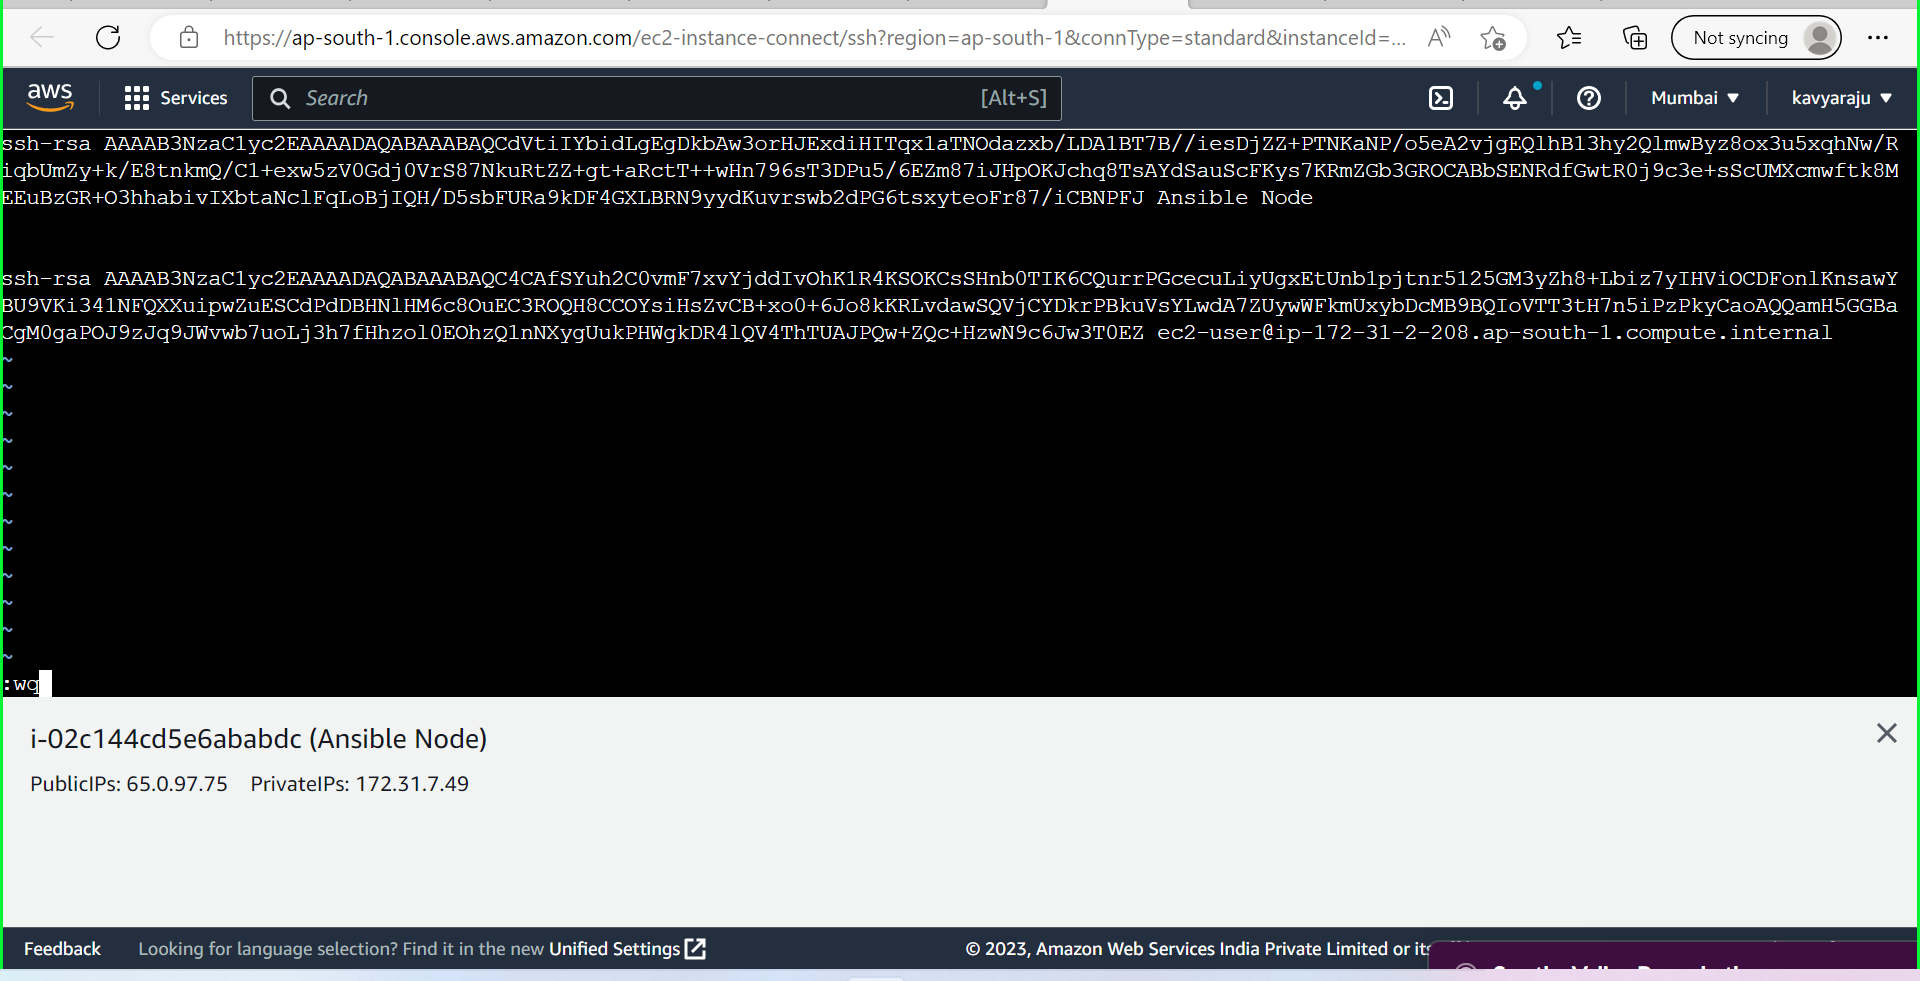 https://ap-south-1.console.aws.amazon.com/ec2-instance-connect/ssh?region=ap-south-1&connType=standard&instanceId=...
Not syncing
aws
Services
Search
[Alt+S]
Mumbai
kavyaraju
ssh-rsa AAAAB3NzaC1yc2EAAAADAQABAAABAQCdVtiIYbidLgEgDkbAw3orHJExdiHITqx1aTNOdazxb/LDA1BT7B//iesDjZZ+PTNKaNP/o5eA2vjgEQlhB13hy2QlmwByz8ox3u5xqhNw/R
iqbUmZy+k/E8tnkmQ/Cl+exw5zV0Gdj0VrS87NkuRtZZ+gt+aRctT++wHn796sT3DPu5/6EZm87iJHpOKJchq8TsAYdSauScFKys7KRmZGb3GROCABbSENRdfGwtR0j9c3e+sScUMXcmwftk8M
EEuBzGR+O3hhabivIXbtaNclFqLoBjIQH/D5sbFURa9kDF4GXLBRN9yydKuvrswb2dPG6tsxyteoFr87/iCBNPFJ Ansible Node
ssh-rsa AAAAB3NzaC1yc2EAAAADAQABAAABAQC4CAfSYuh2C0vmF7xvYjddIvOhK1R4KSOKCsSHnb0TIK6CQurrPGcecuLiyUgxEtUnb1pjtnr5125GM3yZh8+Lbiz7yIHViOCDFonlKnsawY
BU9VKi341NFQXXuipwZuESCdPdDBHNlHM6c8OuEC3ROQH8CCOYsiHsZvCB+xo0+6Jo8kKRLvdawSQVjCYDkrPBkuVsYLwdA7ZUywWFkmUxybDcMB9BQIoVTT3tH7n5iPzPkyCaoAQQamH5GGBa
CgM0gaPOJ9zJq9JWvwb7uoLj3h7fHhzol0EOhzQ1nNXygUukPHWgkDR4lQV4ThTUAJPQw+ZQc+HzwN9c6Jw3T0EZ ec2-user@ip-172-31-2-208.ap-south-1.compute.internal
~
~
~
~
~
~
~
~
~
~
~
~
:wq
i-02c144cd5e6ababdc (Ansible Node)
PublicIPs: 65.0.97.75 PrivateIPs: 172.31.7.49
Feedback
Looking for language selection? Find it in the new Unified Settings
© 2023, Amazon Web Services India Private Limited or its